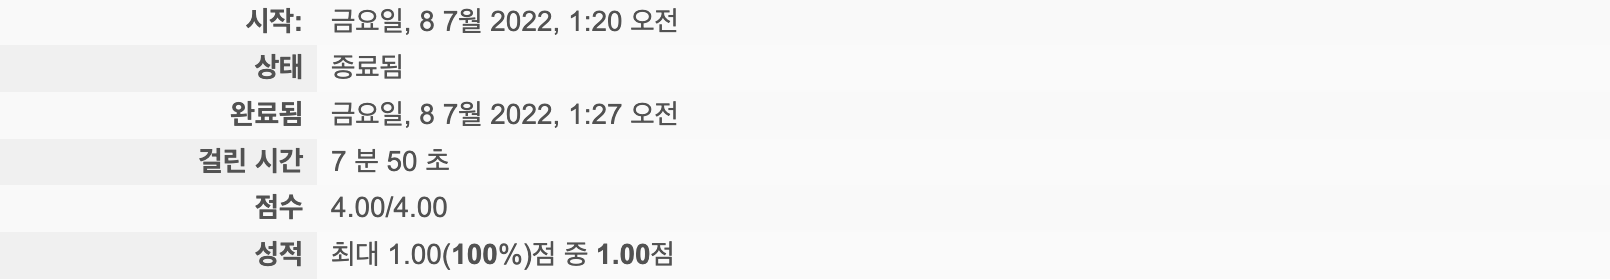 시작: 금요일, 8 7월 2022, 1:20 오전
상태 종료됨
완료됨 금요일, 8 7월 2022, 1:27 오전
걸린 시간 7 분 50 초
점수 4.00/4.00
성적 최대 1.00(100%)점 중 1.00점